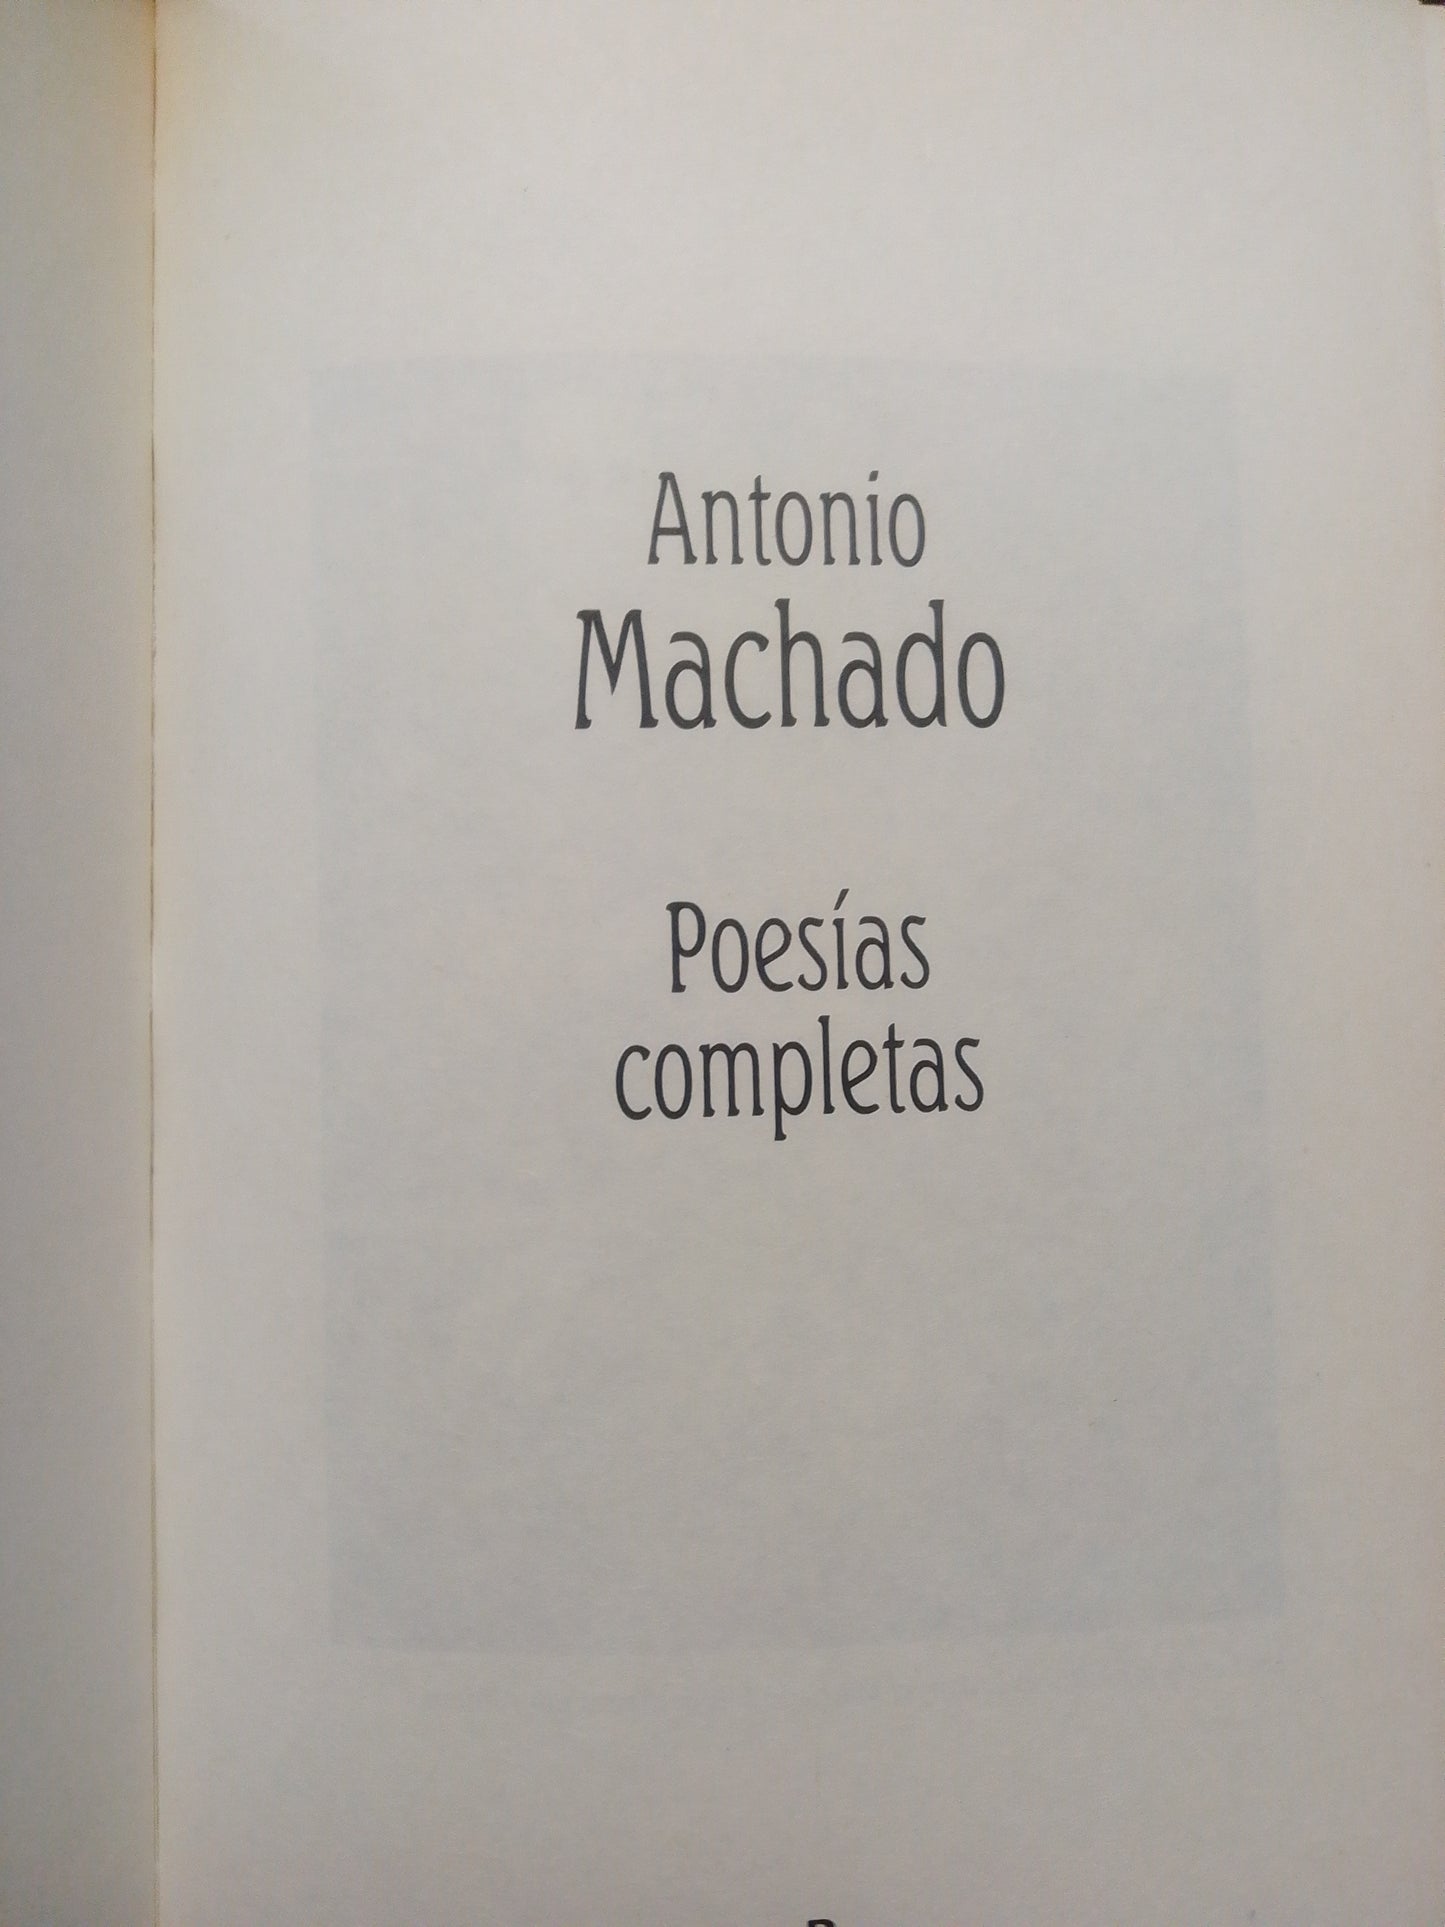 Antonio
Machado
Poesías
completas